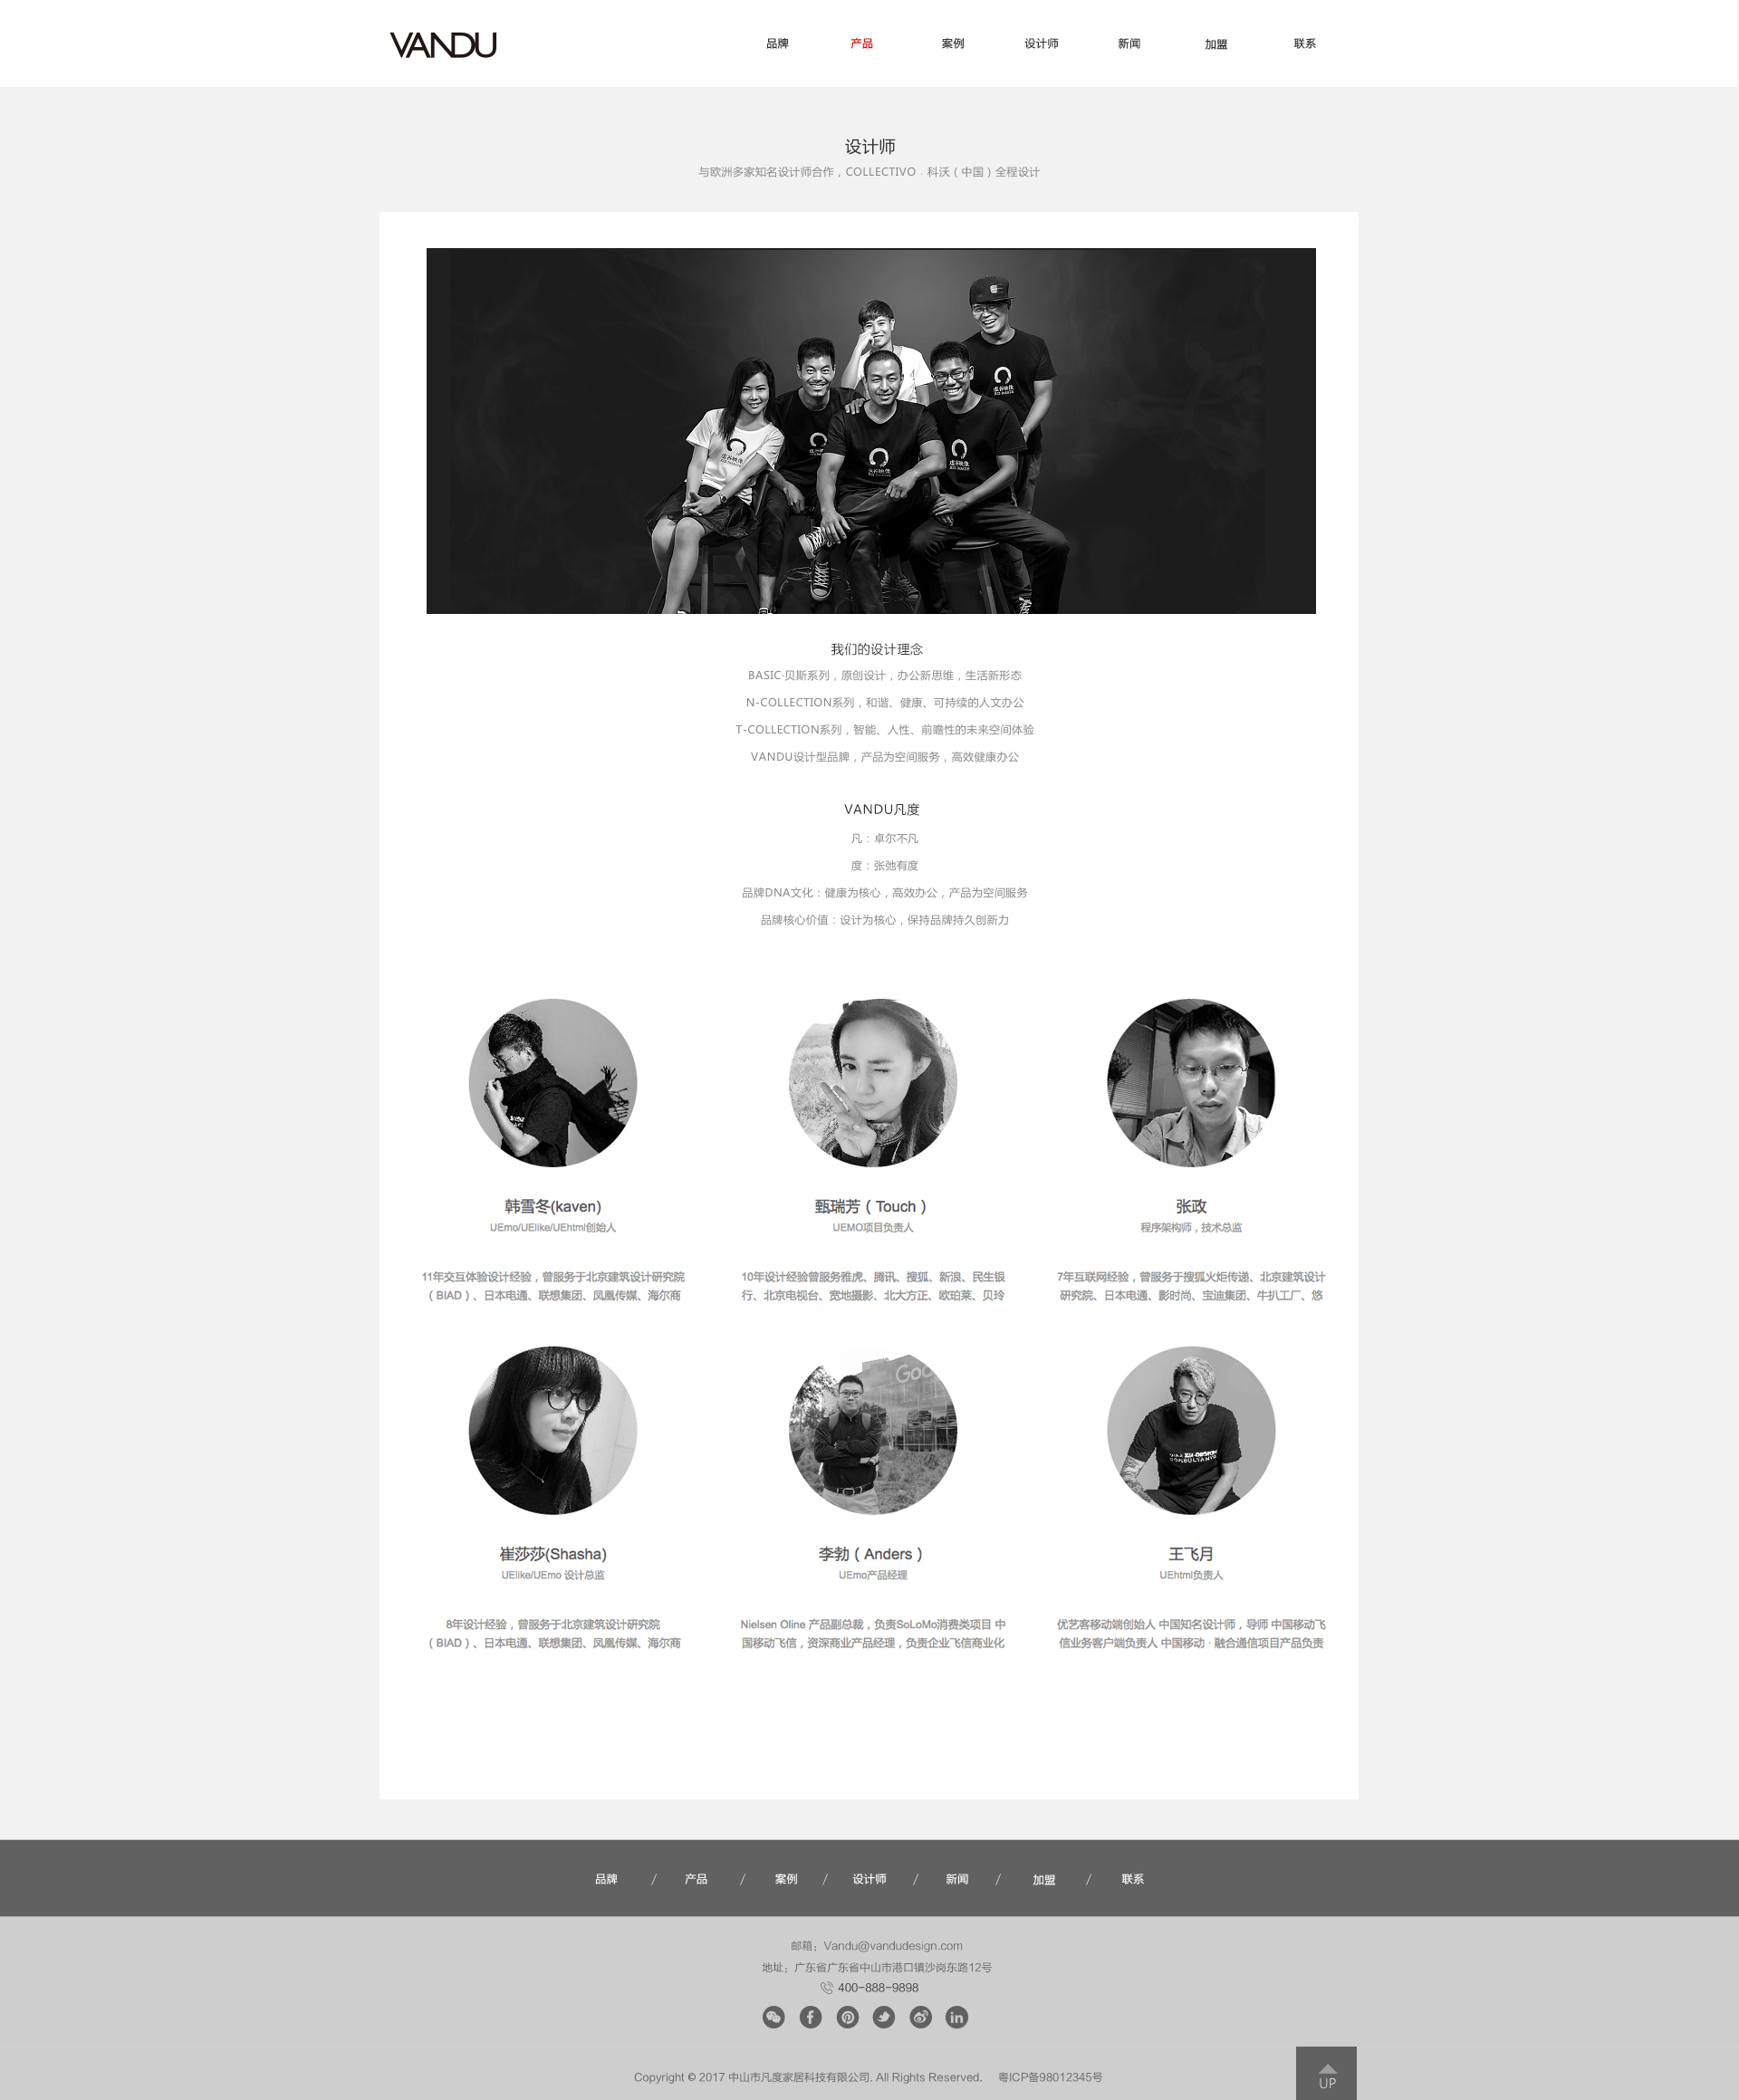 VANDU
品牌 产品 案例 设计师 新闻 加盟 联系
设计师
与欧洲多家知名设计师合作，COLLECTIVO · 科沃（中国）全程设计
我们的设计理念
BASIC·贝斯系列，原创设计，办公新思维，生活新形态
N-COLLECTION系列，和谐、健康、可持续的人文办公
T-COLLECTION系列，智能、人性、前瞻性的未来空间体验
VANDU设计型品牌，产品为空间服务，高效健康办公
VANDU凡度
凡：卓尔不凡
度：张弛有度
品牌DNA文化：健康为核心，高效办公，产品为空间服务
品牌核心价值：设计为核心，保持品牌持久创新力
韩雪冬(kaven)
UEmo/UElike/UEhtml创始人
11年交互体验设计经验，曾服务于北京建筑设计研究院
（BIAD）、日本电通、联想集团、凤凰传媒、海尔商
甄瑞芳（Touch）
UEMO项目负责人
10年设计经验曾服务雅虎、腾讯、搜狐、新浪、民生银
行、北京电视台、宽地摄影、北大方正、欧珀莱、贝玲
张政
程序架构师，技术总监
7年互联网经验，曾服务于搜狐火炬传递、北京建筑设计
研究院、日本电通、影时尚、宝迪集团、牛扒工厂、悠
崔莎莎(Shasha)
UElike/UEmo 设计总监
8年设计经验，曾服务于北京建筑设计研究院
（BIAD）、日本电通、联想集团、凤凰传媒、海尔商
Goo
李勃（Anders）
UEmo产品经理
Nielsen Oline 产品副总裁，负责SoLoMo消费类项目 中
国移动飞信，资深商业产品经理，负责企业飞信商业化
王飞月
UEhtml负责人
优艺客移动端创始人 中国知名设计师，导师 中国移动飞
信业务客户端负责人 中国移动 · 融合通信项目产品负责
品牌 / 产品 / 案例 / 设计师 / 新闻 / 加盟 / 联系
邮箱：Vandu@vandudesign.com
地址：广东省广东省中山市港口镇沙岗东路12号
400-888-9898
Copyright © 2017 中山市凡度家居科技有限公司. All Rights Reserved. 粤ICP备98012345号
UP